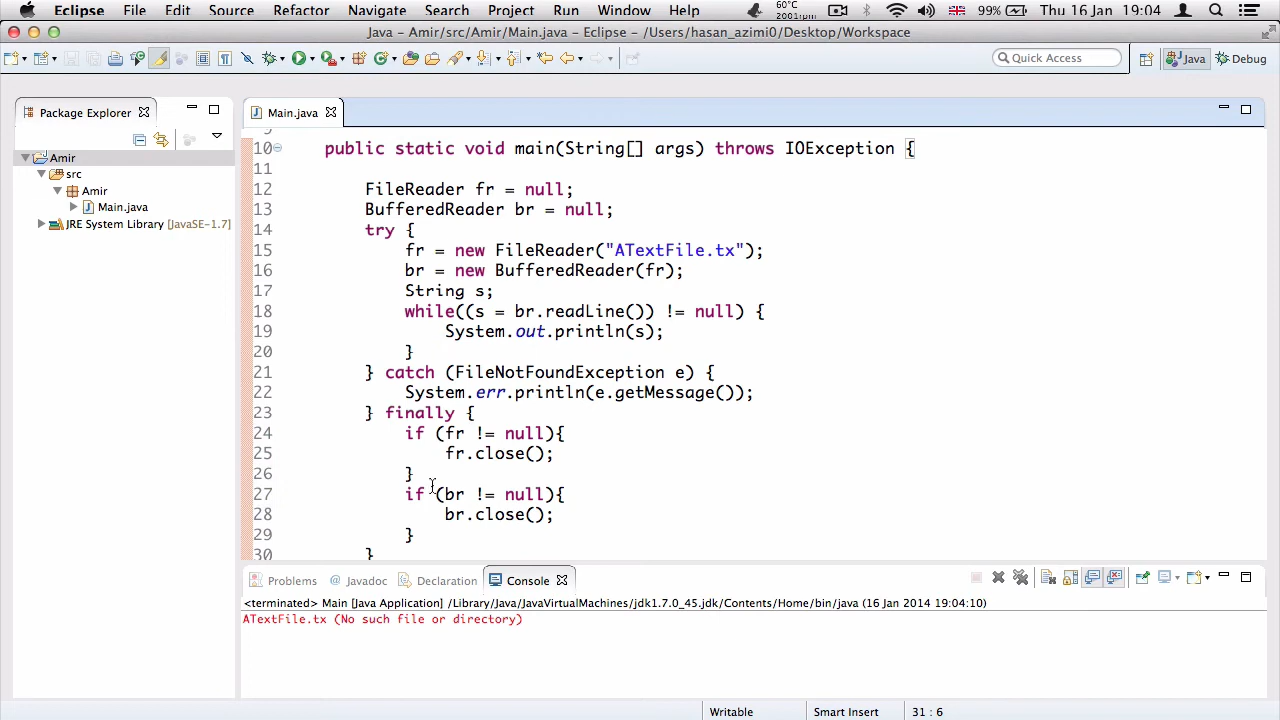 Eclipse File Edit Source Refactor Navigate Search Project Run Window Help 60°C 2001rpm 99% Thu 16 Jan 19:04
Java – Amir/src/Amir/Main.java – Eclipse – /Users/hasan_azimi0/Desktop/Workspace
Quick Access Java Debug
Package Explorer
Amir
src
Amir
Main.java
JRE System Library [JavaSE-1.7]
Main.java
10 public static void main(String[] args) throws IOException {
11
12 FileReader fr = null;
13 BufferedReader br = null;
14 try {
15 fr = new FileReader("ATextFile.tx");
16 br = new BufferedReader(fr);
17 String s;
18 while((s = br.readLine()) != null) {
19 System.out.println(s);
20 }
21 } catch (FileNotFoundException e) {
22 System.err.println(e.getMessage());
23 } finally {
24 if (fr != null){
25 fr.close();
26 }
27 if (br != null){
28 br.close();
29 }
30 }
Problems @ Javadoc Declaration Console
<terminated> Main [Java Application] /Library/Java/JavaVirtualMachines/jdk1.7.0_45.jdk/Contents/Home/bin/java (16 Jan 2014 19:04:10)
ATextFile.tx (No such file or directory)
Writable Smart Insert 31 : 6